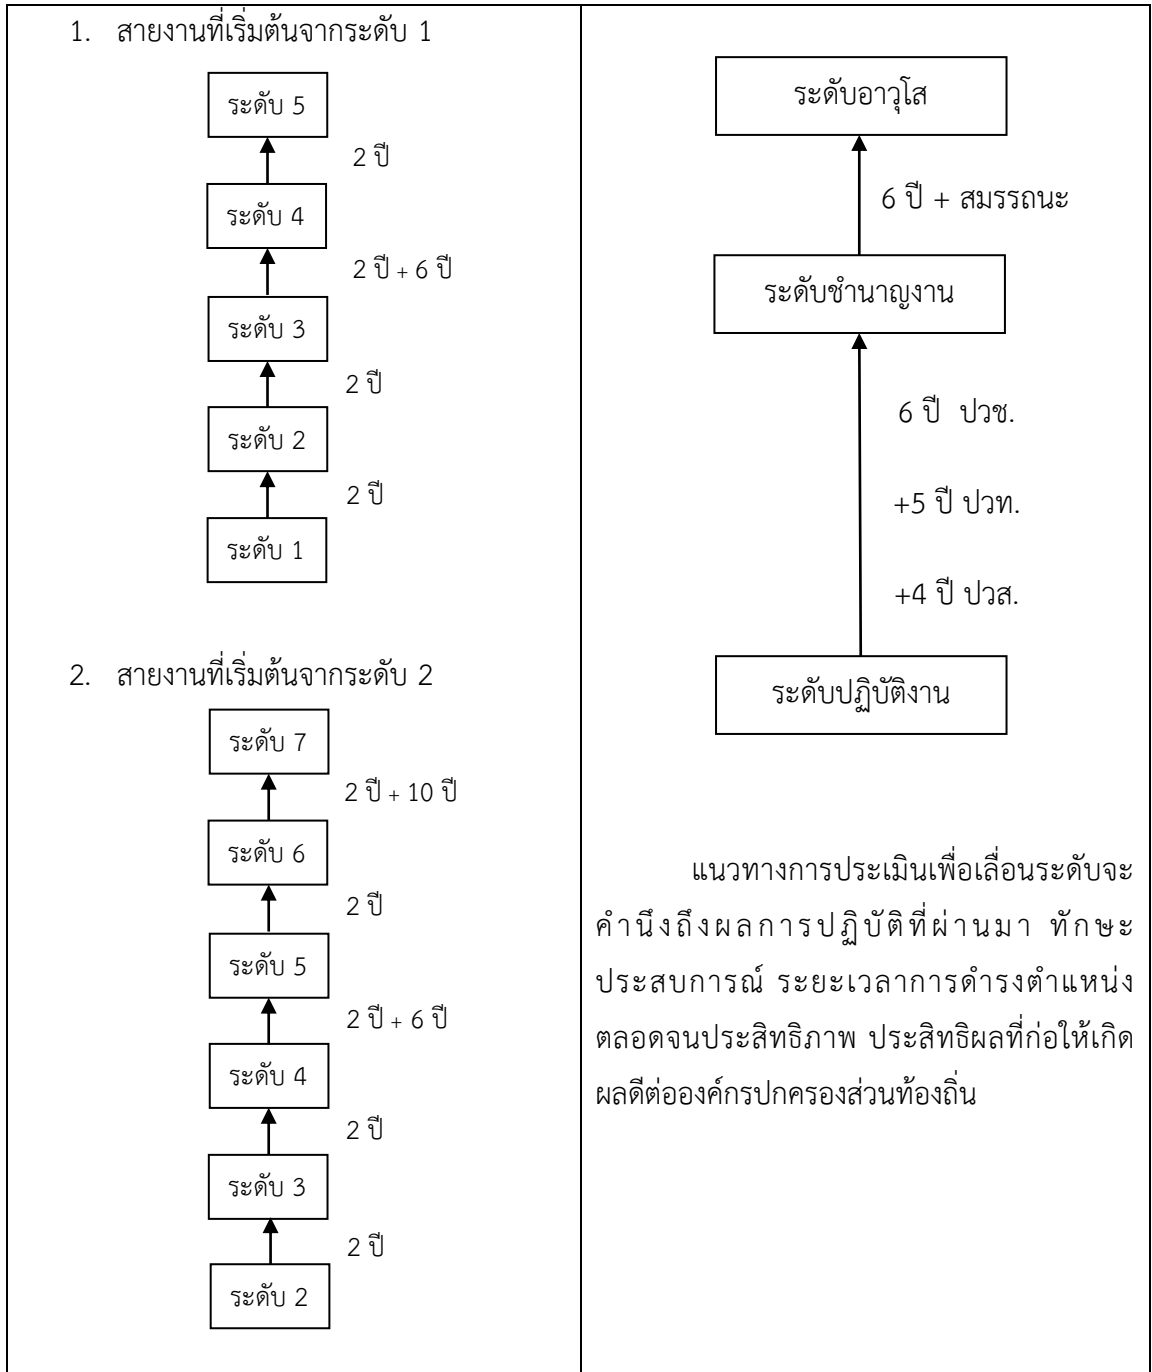 1. สายงานที่เริ่มต้นจากระดับ 1
ระดับ 5
2 ปี
ระดับ 4
2 ปี + 6 ปี
ระดับ 3
2 ปี
ระดับ 2
2 ปี
ระดับ 1
2. สายงานที่เริ่มต้นจากระดับ 2
ระดับ 7
2 ปี + 10 ปี
ระดับ 6
2 ปี
ระดับ 5
2 ปี + 6 ปี
ระดับ 4
2 ปี
ระดับ 3
2 ปี
ระดับ 2
ระดับอาวุโส
6 ปี + สมรรถนะ
ระดับชำนาญงาน
6 ปี ปวช.
+5 ปี ปวท.
+4 ปี ปวส.
ระดับปฏิบัติงาน
แนวทางการประเมินเพื่อเลื่อนระดับจะ
คำนึงถึงผลการปฏิบัติที่ผ่านมา ทักษะ
ประสบการณ์ ระยะเวลาการดำรงตำแหน่ง
ตลอดจนประสิทธิภาพ ประสิทธิผลที่ก่อให้เกิด
ผลดีต่อองค์กรปกครองส่วนท้องถิ่น